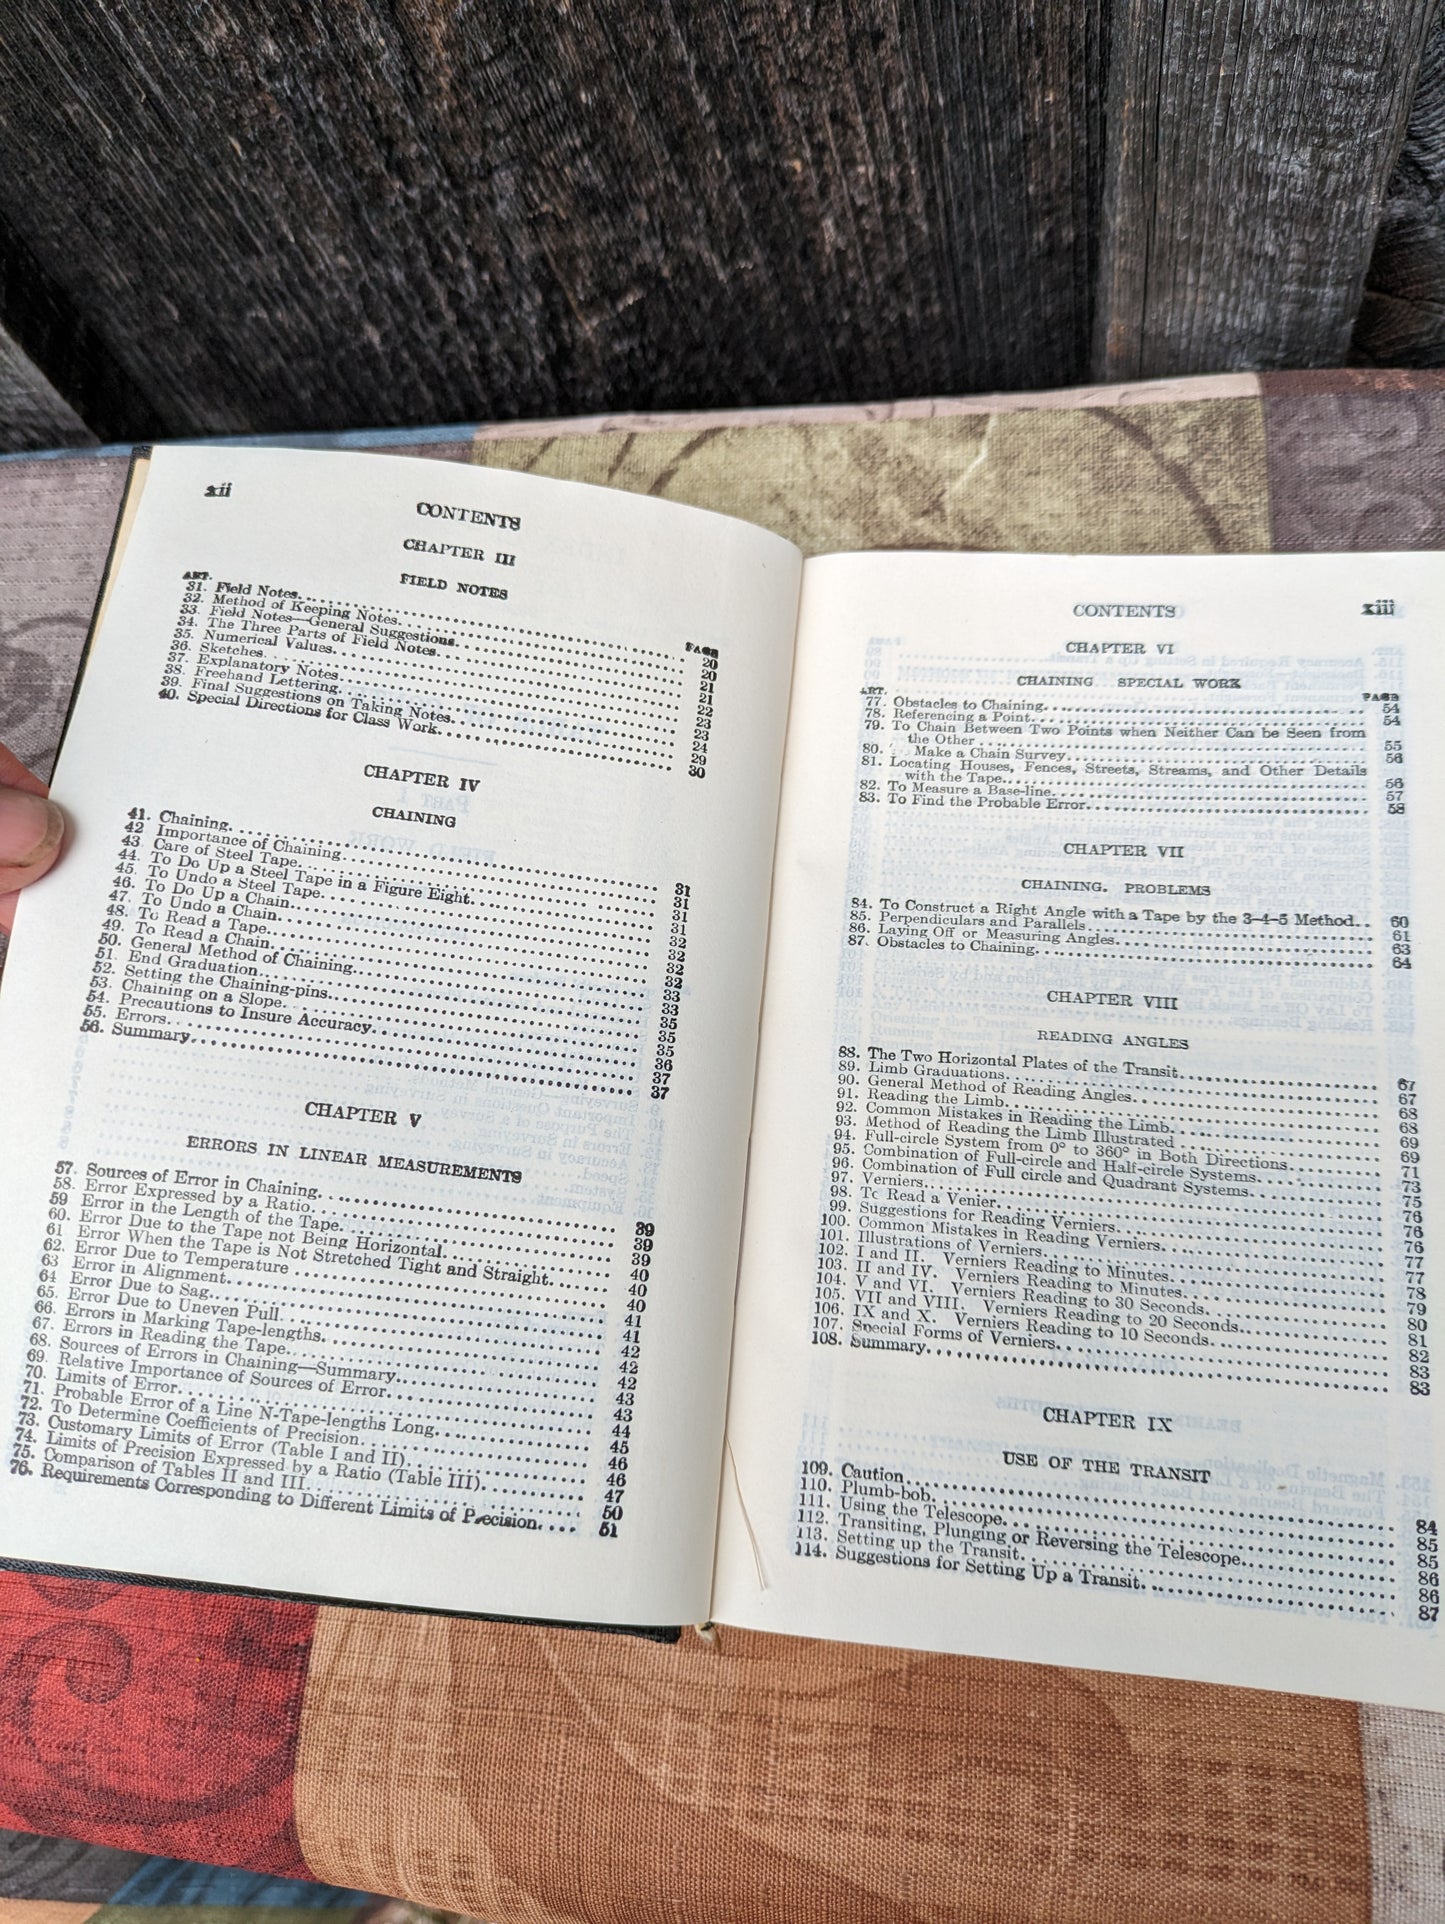 xii
CONTENTS
CHAPTER III
FIELD NOTES
ART. PAGE
31. Field Notes. 20
32. Method of Keeping Notes. 20
33. Field Notes—General Suggestions. 21
34. The Three Parts of Field Notes. 21
35. Numerical Values. 22
36. Sketches. 23
37. Explanatory Notes 23
38. Freehand Lettering. 24
39. Final Suggestions on Taking Notes. 29
40. Special Directions for Class Work. 30
CHAPTER IV
CHAINING
41. Chaining. 31
42 Importance of Chaining 31
43 Care of Steel Tape. 31
44. To Do Up a Steel Tape in a Figure Eight. 31
45. To Undo a Steel Tape. 32
46. To Do Up a Chain. 32
47. To Undo a Chain. 32
48. To Read a Tape. 32
49. To Read a Chain. 33
50. General Method of Chaining. 33
51. End Graduation. 35
52. Setting the Chaining-pins. 35
53. Chaining on a Slope. 35
54. Precautions to Insure Accuracy. 36
55. Errors. 37
56. Summary. 37
CHAPTER V
ERRORS IN LINEAR MEASUREMENTS
57. Sources of Error in Chaining. 39
58. Error Expressed by a Ratio. 39
59 Error in the Length of the Tape. 39
60. Error Due to the Tape not Being Horizontal. 40
61 Error When the Tape is Not Stretched Tight and Straight. 40
62. Error Due to Temperature 40
63 Error in Alignment. 41
64 Error Due to Sag. 41
65. Error Due to Uneven Pull. 42
66. Errors in Marking Tape-lengths. 42
67. Errors in Reading the Tape. 42
68. Sources of Errors in Chaining—Summary. 43
69. Relative Importance of Sources of Error. 43
70. Limits of Error. 44
71. Probable Error of a Line N-Tape-lengths Long. 45
72. To Determine Coefficients of Precision. 46
73. Customary Limits of Error (Table I and II). 46
74. Limits of Precision Expressed by a Ratio (Table III). 47
75. Comparison of Tables II and III. 50
76. Requirements Corresponding to Different Limits of Precision. 51
CONTENTS xiii
CHAPTER VI
CHAINING SPECIAL WORK
ART. PAGE
77. Obstacles to Chaining. 54
78. Referencing a Point. 54
79. To Chain Between Two Points when Neither Can be Seen from
the Other 55
80. Make a Chain Survey. 56
81. Locating Houses, Fences, Streets, Streams, and Other Details
with the Tape. 56
82. To Measure a Base-line. 57
83. To Find the Probable Error. 58
CHAPTER VII
CHAINING. PROBLEMS
84. To Construct a Right Angle with a Tape by the 3-4-5 Method. 60
85. Perpendiculars and Parallels. 61
86. Laying Off or Measuring Angles. 63
87. Obstacles to Chaining. 64
CHAPTER VIII
READING ANGLES
88. The Two Horizontal Plates of the Transit. 67
89. Limb Graduations. 67
90. General Method of Reading Angles. 68
91. Reading the Limb. 68
92. Common Mistakes in Reading the Limb. 69
93. Method of Reading the Limb Illustrated 69
94. Full-circle System from 0° to 360° in Both Directions. 71
95. Combination of Full-circle and Half-circle Systems. 73
96. Combination of Full circle and Quadrant Systems. 75
97. Verniers. 76
98. To Read a Venier. 76
99. Suggestions for Reading Verniers. 76
100. Common Mistakes in Reading Verniers. 77
101. Illustrations of Verniers. 77
102. I and II. Verniers Reading to Minutes. 78
103. II and IV. Verniers Reading to Minutes. 79
104. V and VI. Verniers Reading to 30 Seconds. 80
105. VII and VIII. Verniers Reading to 20 Seconds. 81
106. IX and X. Verniers Reading to 10 Seconds. 82
107. Special Forms of Verniers. 83
108. Summary. 83
CHAPTER IX
USE OF THE TRANSIT
109. Caution 84
110. Plumb-bob. 85
111. Using the Telescope. 85
112. Transiting, Plunging or Reversing the Telescope. 86
113. Setting up the Transit. 86
114. Suggestions for Setting Up a Transit. 87